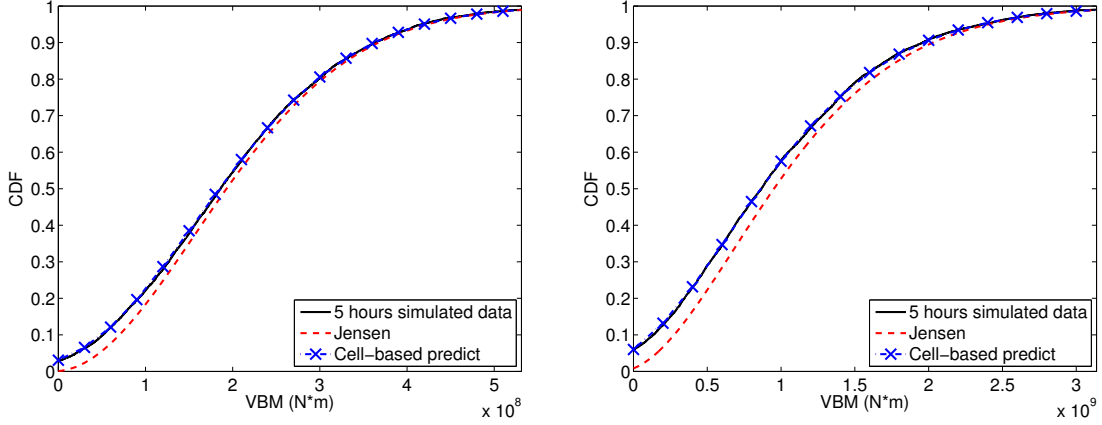 1
0.9
0.8
0.7
0.6
0.5
0.4
0.3
0.2
0.1
0
CDF
0 1 2 3 4 5
VBM (N*m)
x 10^8
5 hours simulated data
Jensen
Cell-based predict
1
0.9
0.8
0.7
0.6
0.5
0.4
0.3
0.2
0.1
0
CDF
0 0.5 1 1.5 2 2.5 3
VBM (N*m)
x 10^9
5 hours simulated data
Jensen
Cell-based predict